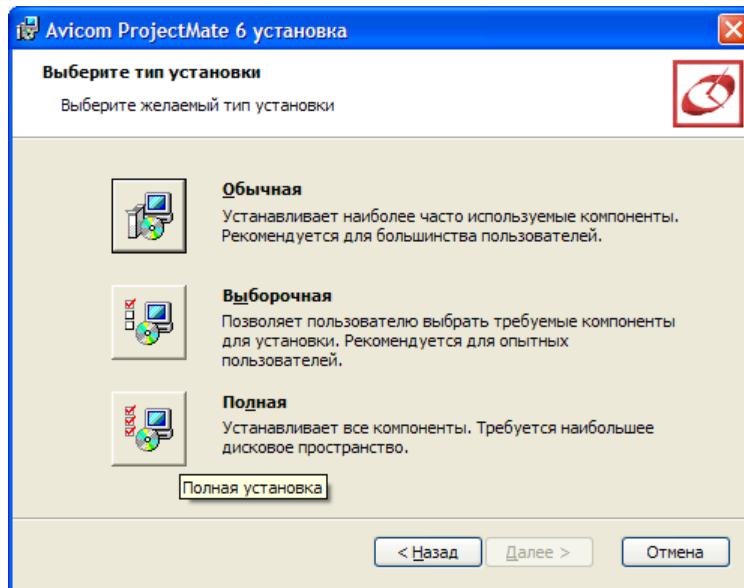 Avicom ProjectMate 6 установка
Выберите тип установки
Выберите желаемый тип установки
Обычная
Устанавливает наиболее часто используемые компоненты.
Рекомендуется для большинства пользователей.
Выборочная
Позволяет пользователю выбрать требуемые компоненты
для установки. Рекомендуется для опытных
пользователей.
Полная
Устанавливает все компоненты. Требуется наибольшее
дисковое пространство.
Полная установка
< Назад Далее > Отмена